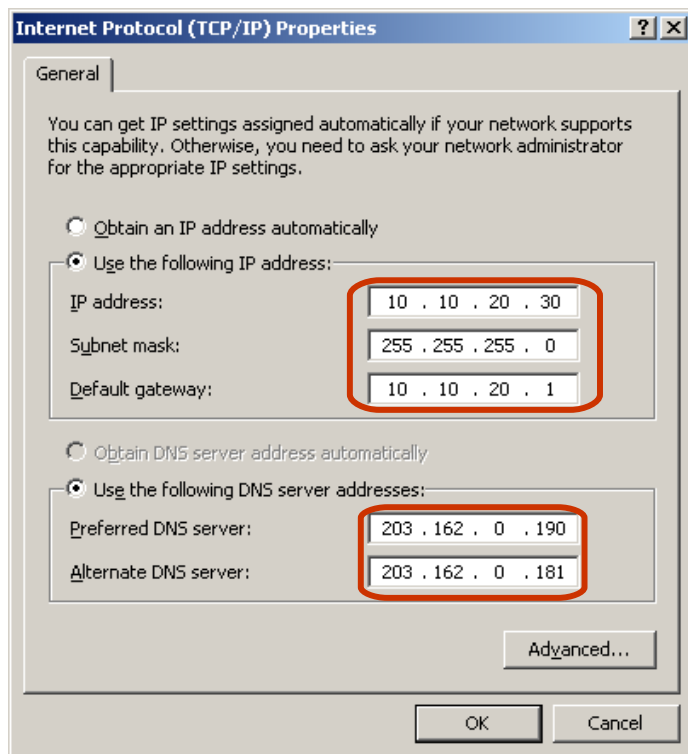 Internet Protocol (TCP/IP) Properties
General
You can get IP settings assigned automatically if your network supports
this capability. Otherwise, you need to ask your network administrator
for the appropriate IP settings.
Obtain an IP address automatically
Use the following IP address:
IP address: 10 . 10 . 20 . 30
Subnet mask: 255 . 255 . 255 . 0
Default gateway: 10 . 10 . 20 . 1
Obtain DNS server address automatically
Use the following DNS server addresses:
Preferred DNS server: 203 . 162 . 0 . 190
Alternate DNS server: 203 . 162 . 0 . 181
Advanced...
OK Cancel